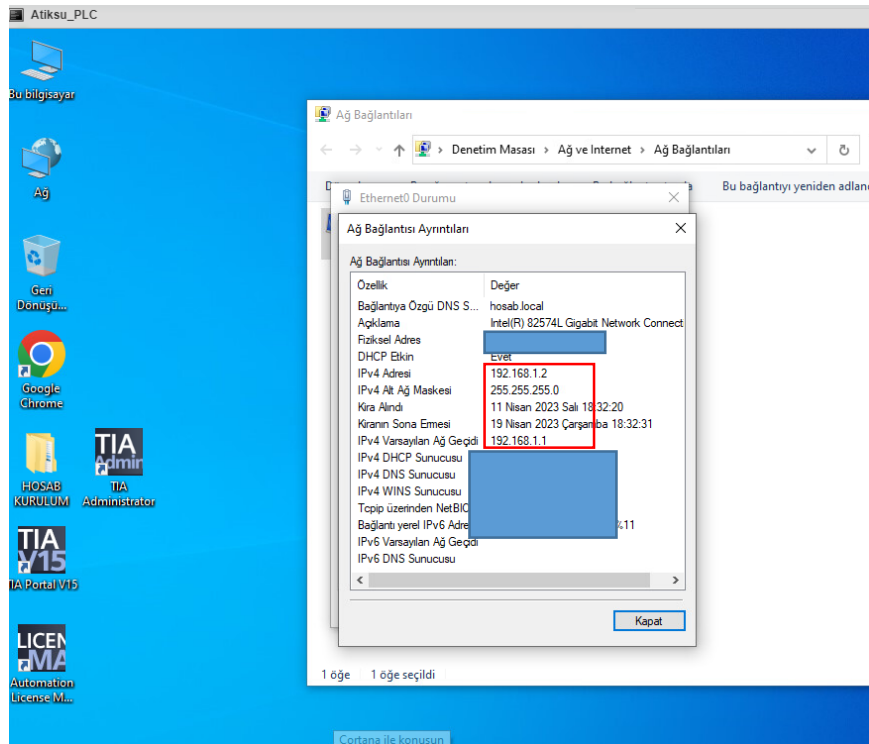 Atiksu_PLC
Bu bilgisayar
Ağ
Geri
Dönüşü...
Google
Chrome
HOSAB
KURULUM
TIA
Admin
TIA
Administrator
TIA
V15
TIA Portal V15
LICEN
MA
Automation
License M...
Ağ Bağlantıları
Denetim Masası > Ağ ve Internet > Ağ Bağlantıları
Bu bağlantıyı yeniden adlan
Ethernet0 Durumu
Ağ Bağlantısı Ayrıntıları
Ağ Bağlantısı Ayrıntıları:
Özellik Değer
Bağlantıya Özgü DNS S... hosab.local
Açıklama Intel(R) 82574L Gigabit Network Connect
Fiziksel Adres
DHCP Etkin Evet
IPv4 Adresi 192.168.1.2
IPv4 Alt Ağ Maskesi 255.255.255.0
Kira Alındı 11 Nisan 2023 Salı 18:32:20
Kiranın Sona Ermesi 19 Nisan 2023 Çarşamba 18:32:31
IPv4 Varsayılan Ağ Geçidi 192.168.1.1
IPv4 DHCP Sunucusu
IPv4 DNS Sunucusu
IPv4 WINS Sunucusu
Tcpip üzerinden NetBIO
Bağlantı yerel IPv6 Adre %11
IPv6 Varsayılan Ağ Geçidi
IPv6 DNS Sunucusu
Kapat
1 öğe 1 öğe seçildi
Cortana ile konuşun